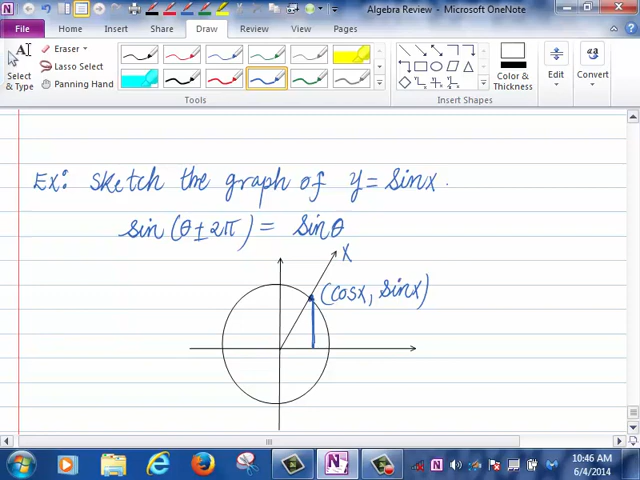 Algebra Review - Microsoft OneNote
File Home Insert Share Draw Review View Pages
Select & Type
Eraser
Lasso Select
Panning Hand
Color & Thickness
Edit
Convert
Tools
Insert Shapes
Ex: Sketch the graph of y = sinx.
sin(θ±2π) = sinθ
x
(cosx, sinx)
10:46 AM
6/4/2014